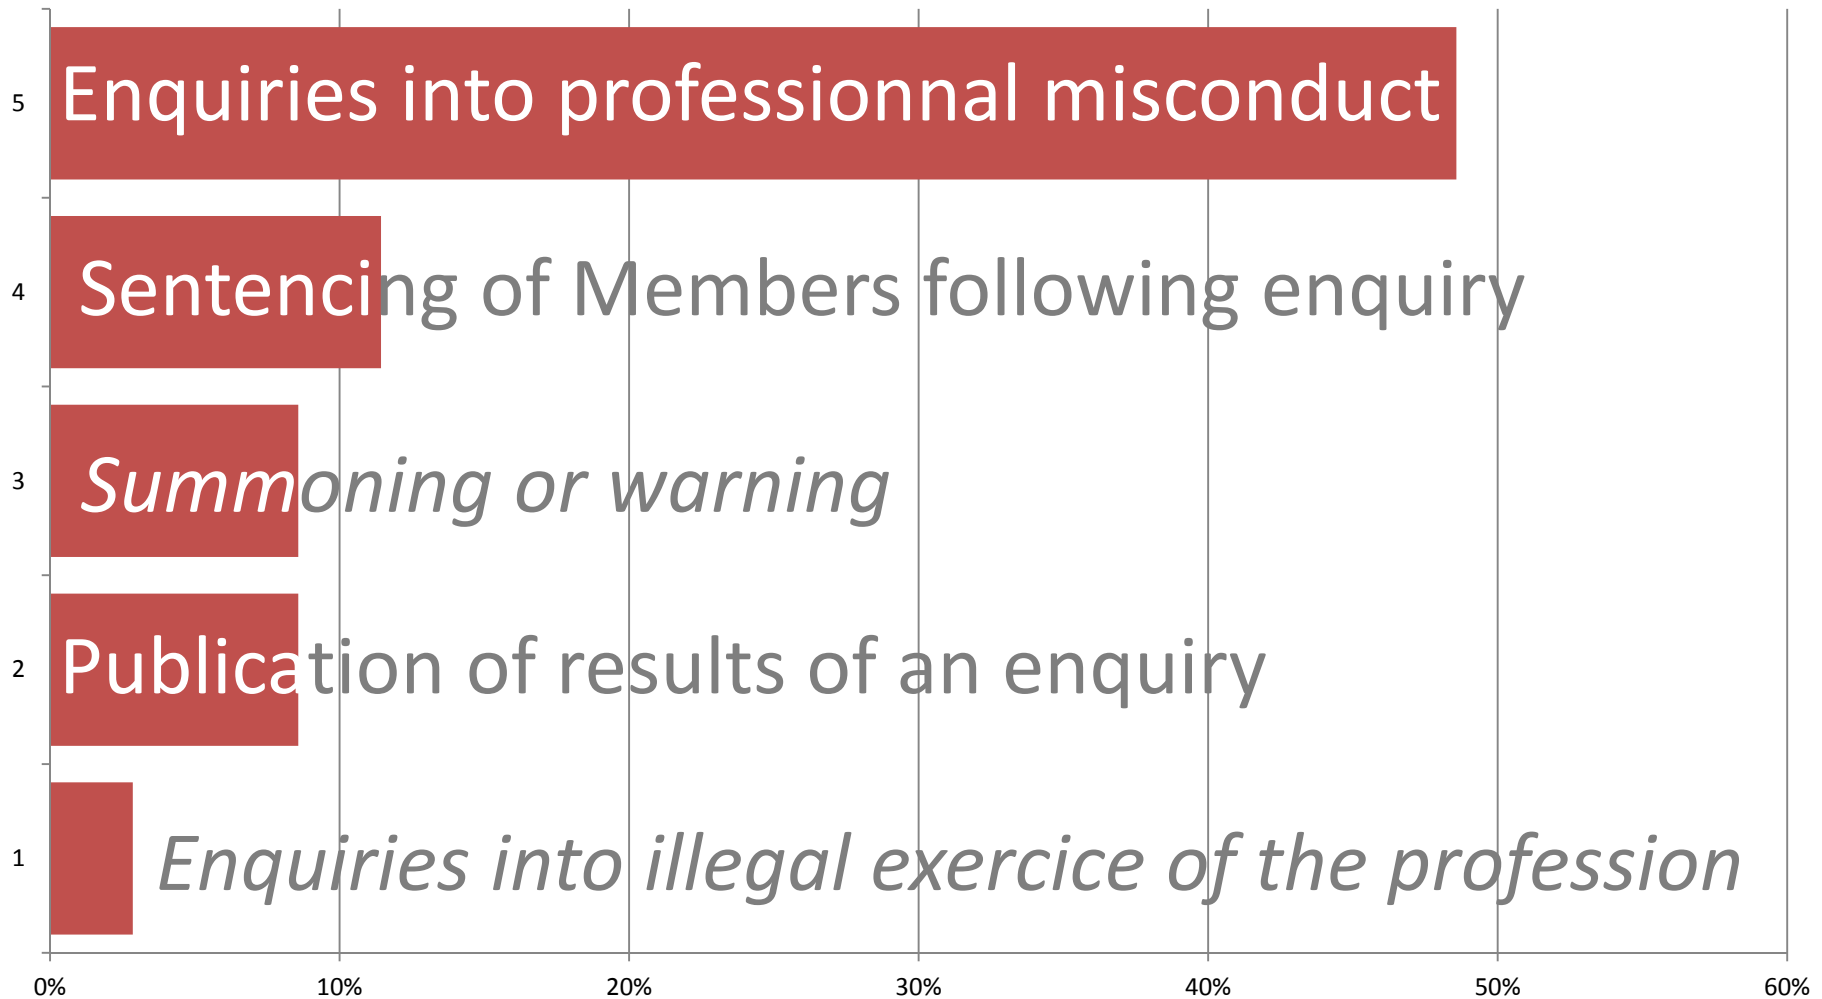 5 Enquiries into professionnal misconduct
4 Sentencing of Members following enquiry
3 Summoning or warning
2 Publication of results of an enquiry
1 Enquiries into illegal exercice of the profession
0% 10% 20% 30% 40% 50% 60%